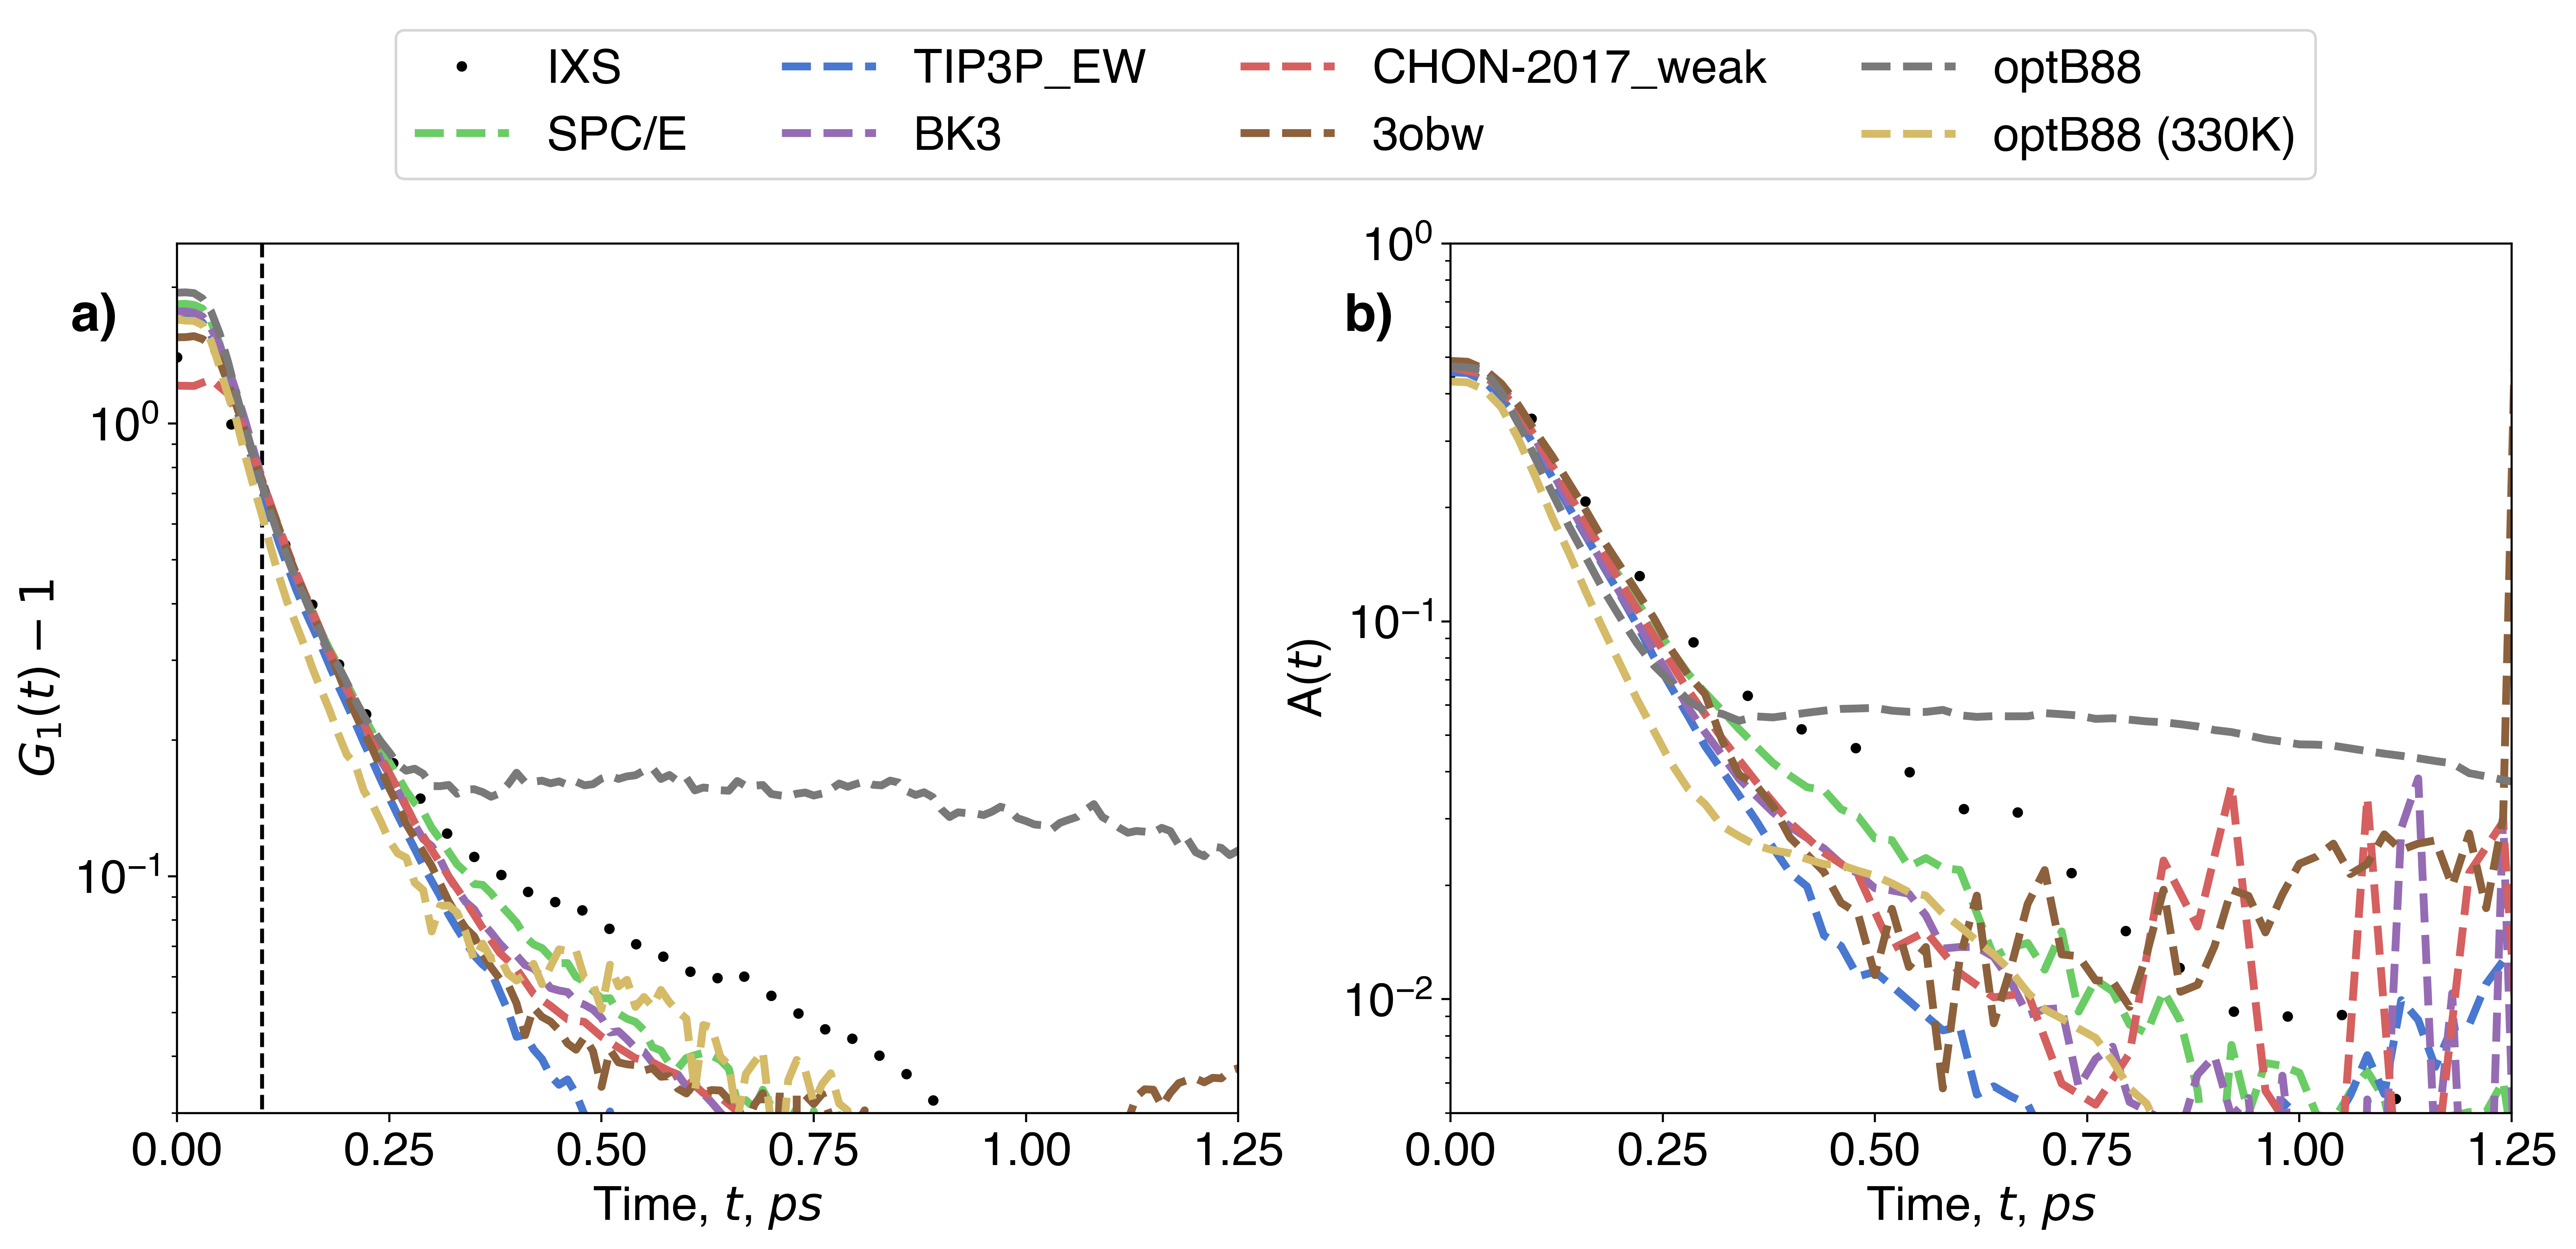 IXS TIP3P_EW CHON-2017_weak optB88
SPC/E BK3 3obw optB88 (330K)
a)
G₁(t) − 1
10⁰
10⁻¹
0.00 0.25 0.50 0.75 1.00 1.25
Time, t, ps
b)
A(t)
10⁰
10⁻¹
10⁻²
0.00 0.25 0.50 0.75 1.00 1.25
Time, t, ps